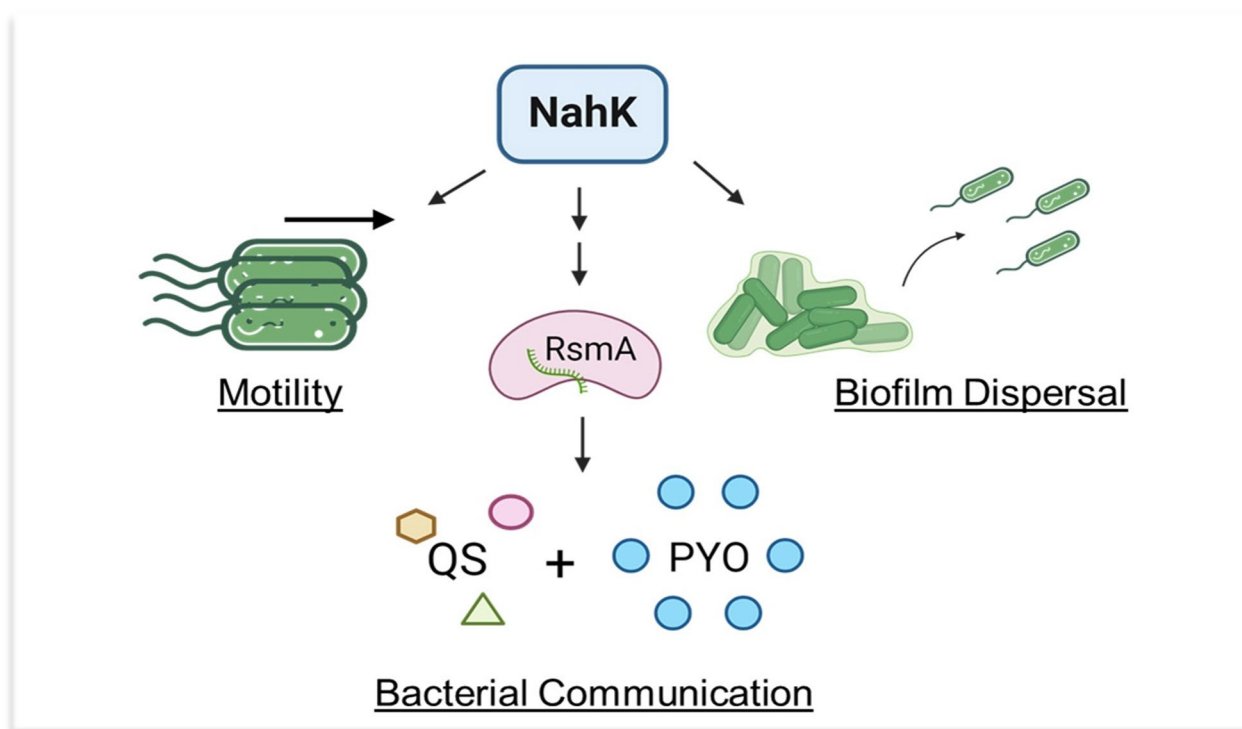 NahK
RsmA
Motility
Biofilm Dispersal
QS + PYO
Bacterial Communication